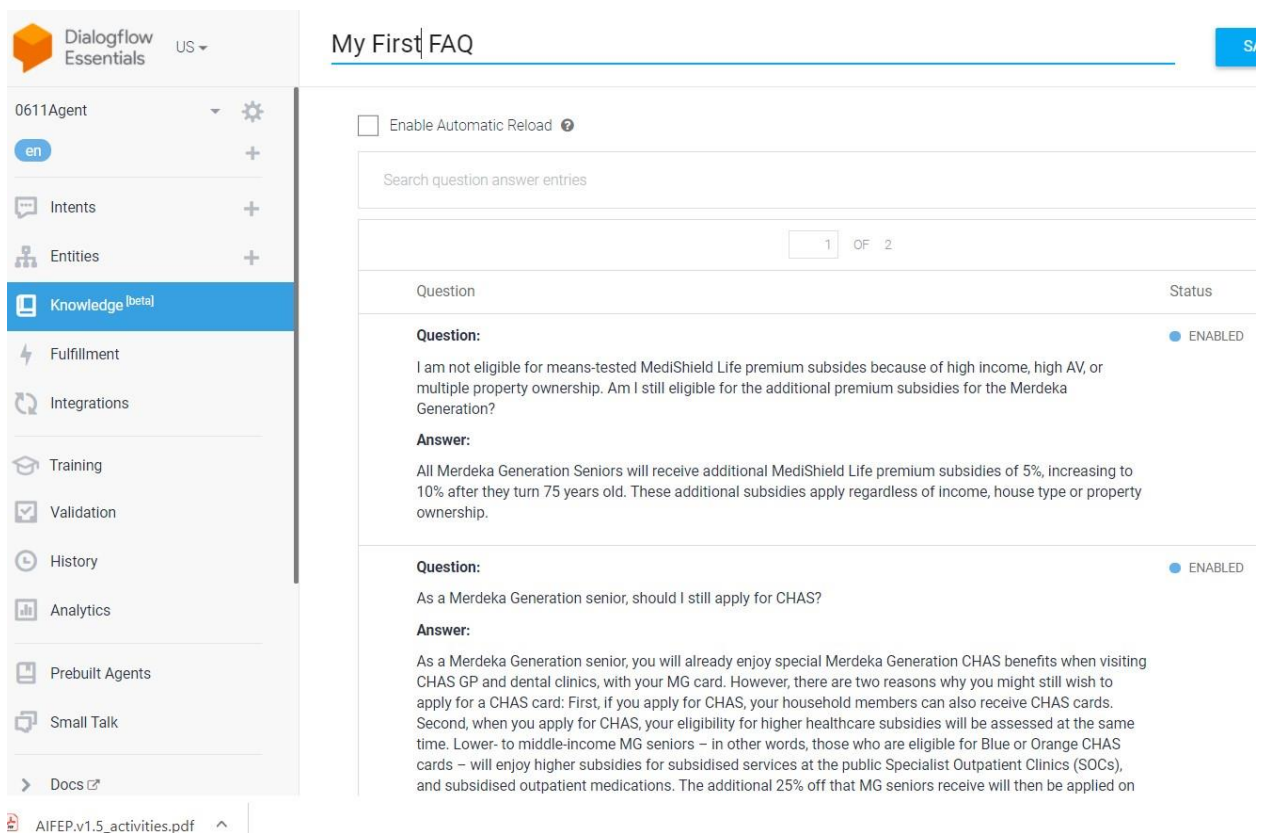 Dialogflow
Essentials
US
My First FAQ
SA
0611Agent
en
Intents
Entities
Knowledge [beta]
Fulfillment
Integrations
Training
Validation
History
Analytics
Prebuilt Agents
Small Talk
Docs
Enable Automatic Reload
Search question answer entries
1 OF 2
Question Status
Question: ENABLED
I am not eligible for means-tested MediShield Life premium subsides because of high income, high AV, or
multiple property ownership. Am I still eligible for the additional premium subsidies for the Merdeka
Generation?
Answer:
All Merdeka Generation Seniors will receive additional MediShield Life premium subsidies of 5%, increasing to
10% after they turn 75 years old. These additional subsidies apply regardless of income, house type or property
ownership.
Question: ENABLED
As a Merdeka Generation senior, should I still apply for CHAS?
Answer:
As a Merdeka Generation senior, you will already enjoy special Merdeka Generation CHAS benefits when visiting
CHAS GP and dental clinics, with your MG card. However, there are two reasons why you might still wish to
apply for a CHAS card: First, if you apply for CHAS, your household members can also receive CHAS cards.
Second, when you apply for CHAS, your eligibility for higher healthcare subsidies will be assessed at the same
time. Lower- to middle-income MG seniors – in other words, those who are eligible for Blue or Orange CHAS
cards – will enjoy higher subsidies for subsidised services at the public Specialist Outpatient Clinics (SOCs),
and subsidised outpatient medications. The additional 25% off that MG seniors receive will then be applied on
AIFEP.v1.5_activities.pdf